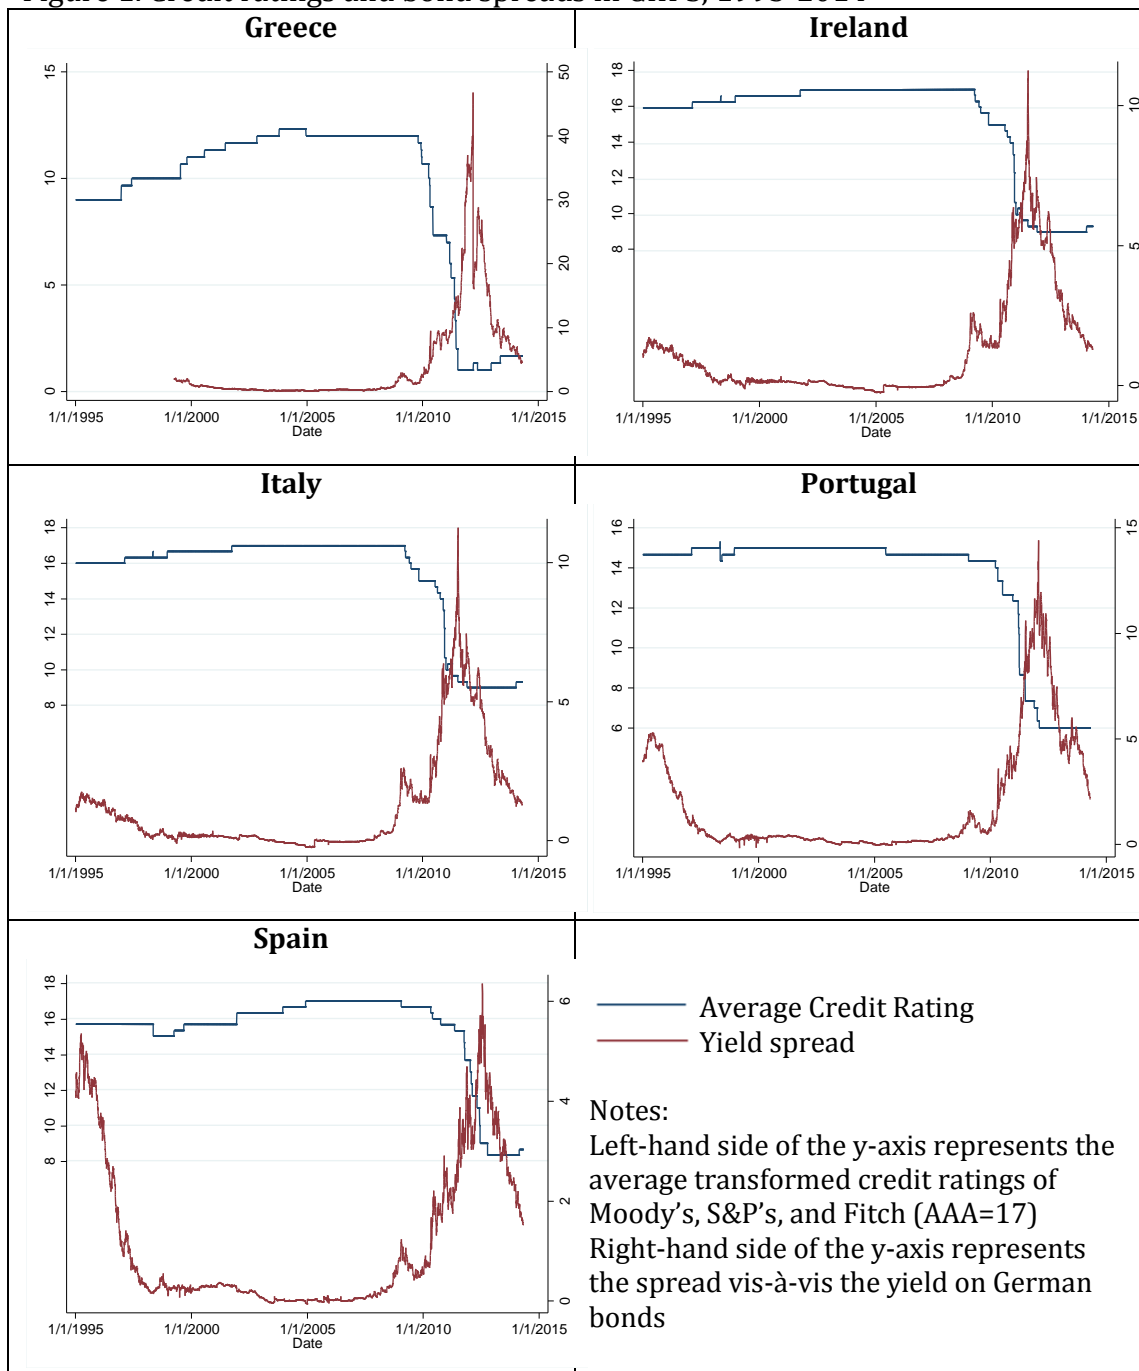 Figure Credit ratings and bond spreads in
Greece
15
10
5
0
50
40
30
20
10
0
1/1/1995 1/1/2000 1/1/2005 1/1/2010 1/1/2015
Date
Ireland
18
16
14
12
10
8
10
5
0
1/1/1995 1/1/2000 1/1/2005 1/1/2010 1/1/2015
Date
Italy
18
16
14
12
10
8
10
5
0
1/1/1995 1/1/2000 1/1/2005 1/1/2010 1/1/2015
Date
Portugal
16
14
12
10
8
6
15
10
5
0
1/1/1995 1/1/2000 1/1/2005 1/1/2010 1/1/2015
Date
Spain
18
16
14
12
10
8
6
4
2
0
1/1/1995 1/1/2000 1/1/2005 1/1/2010 1/1/2015
Date
Average Credit Rating
Yield spread
Notes:
Left-hand side of the y-axis represents the
average transformed credit ratings of
Moody's, S&P's, and Fitch (AAA=17)
Right-hand side of the y-axis represents
the spread vis-à-vis the yield on German
bonds